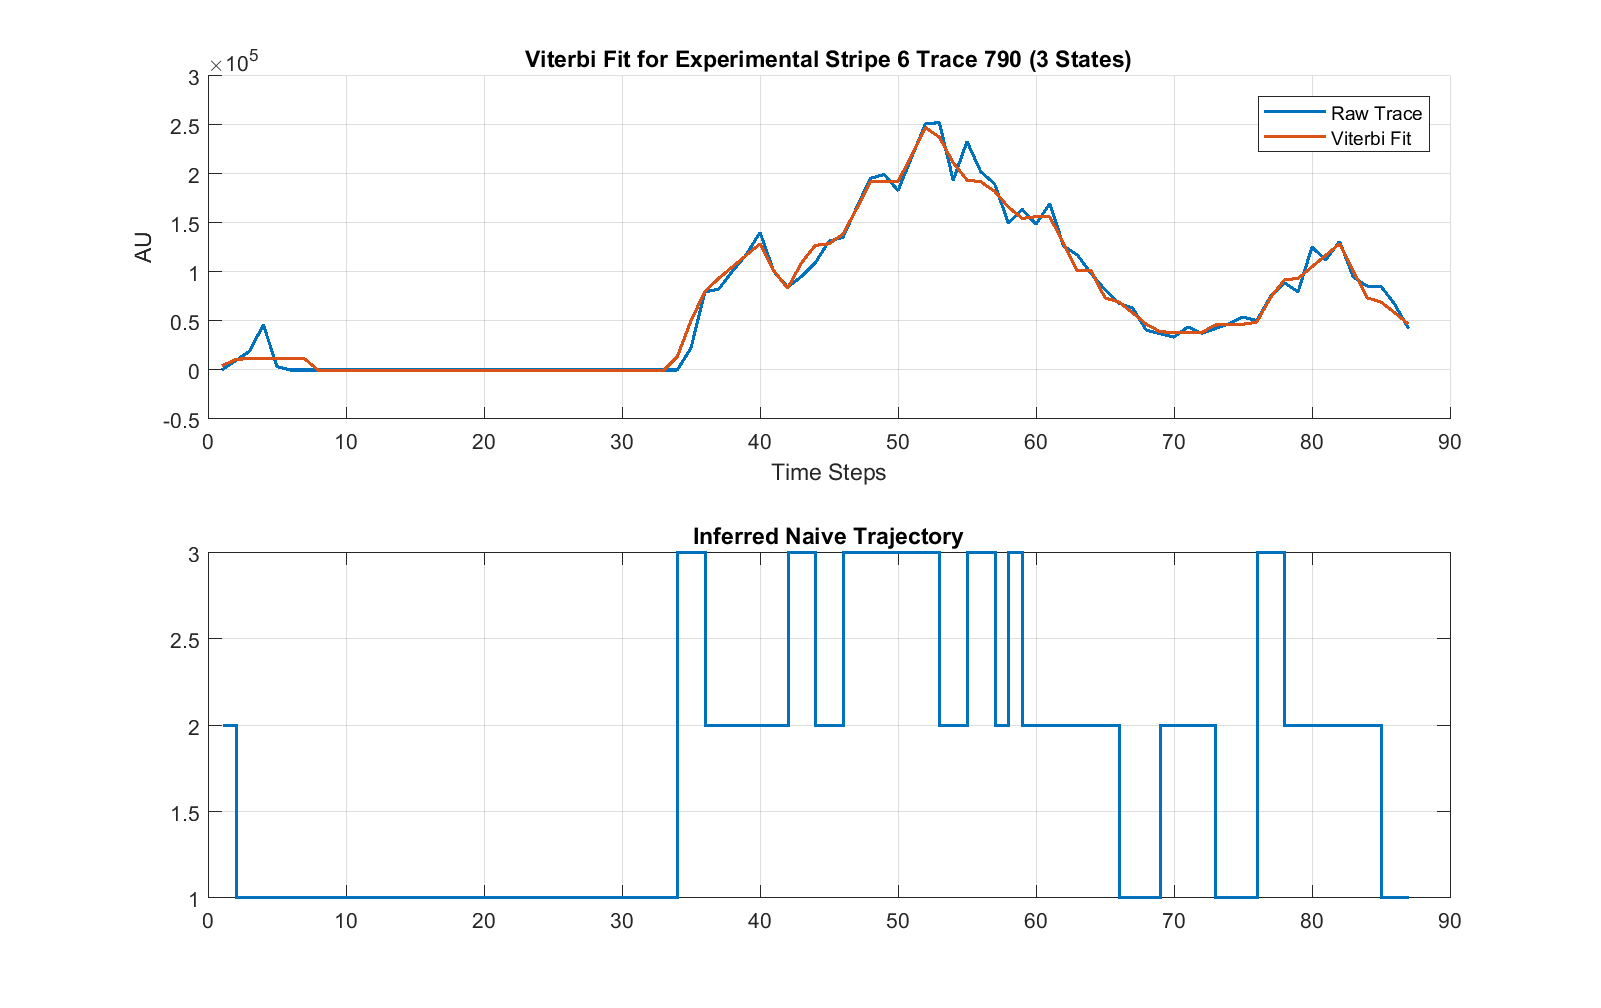 Viterbi Fit for Experimental Stripe 6 Trace 790 (3 States)
×10⁵
3
2.5
2
1.5
1
0.5
0
-0.5
AU
Raw Trace
Viterbi Fit
0 10 20 30 40 50 60 70 80 90
Time Steps
Inferred Naive Trajectory
3
2.5
2
1.5
1
0 10 20 30 40 50 60 70 80 90